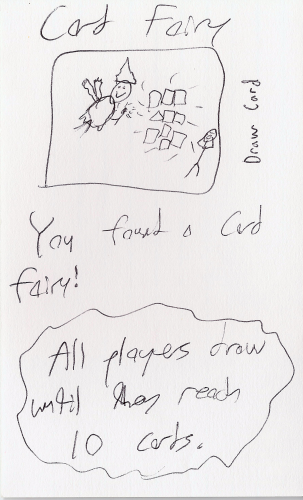 Card Fairy
Draw Card
You found a Card
fairy!
All players draw
until they reach
10 cards.